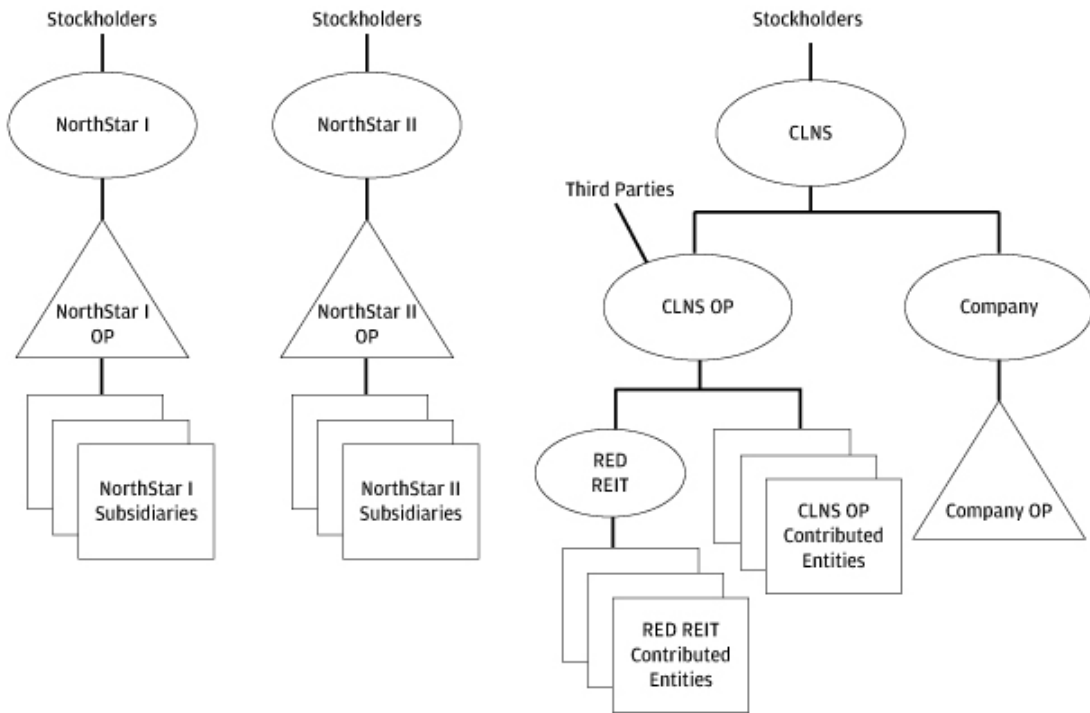 Stockholders
NorthStar I
NorthStar I
OP
NorthStar I
Subsidiaries
Stockholders
NorthStar II
NorthStar II
OP
NorthStar II
Subsidiaries
Stockholders
CLNS
Third Parties
CLNS OP
Company
RED
REIT
CLNS OP
Contributed
Entities
Company OP
RED REIT
Contributed
Entities